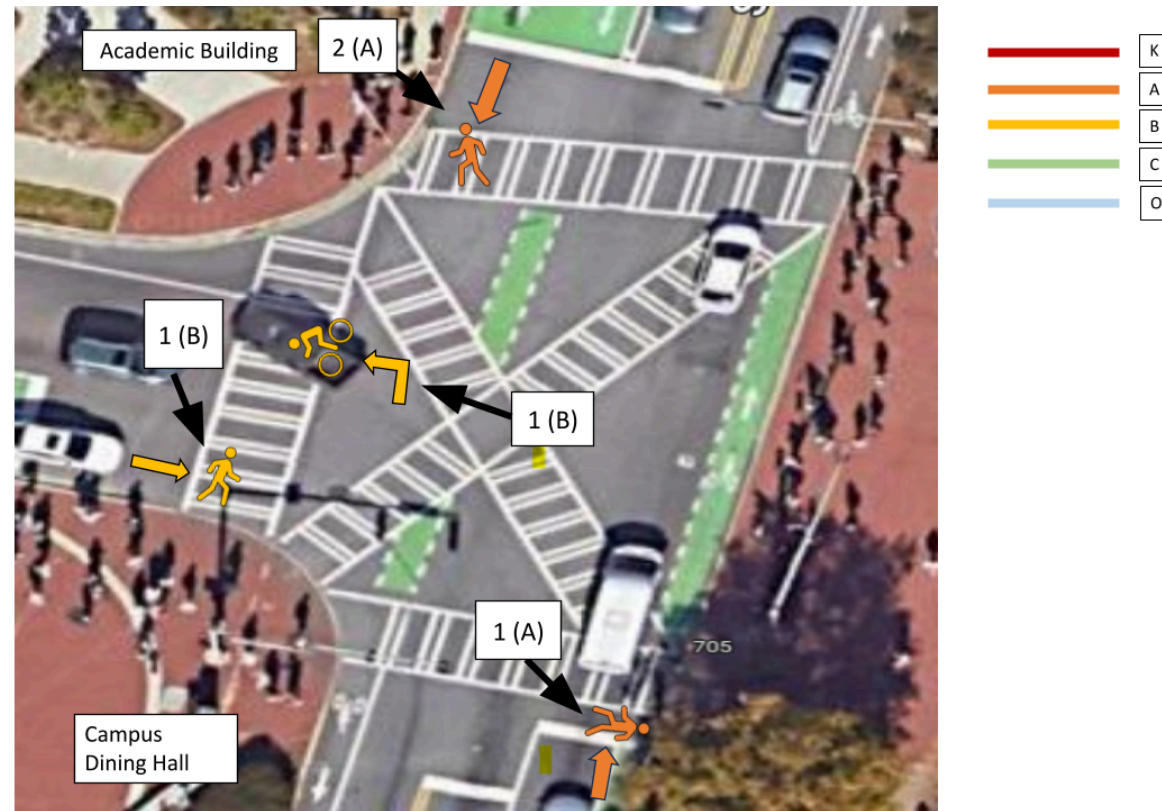 Academic Building
2 (A)
1 (B)
1 (B)
1 (A)
705
Campus
Dining Hall
K
A
B
C
O